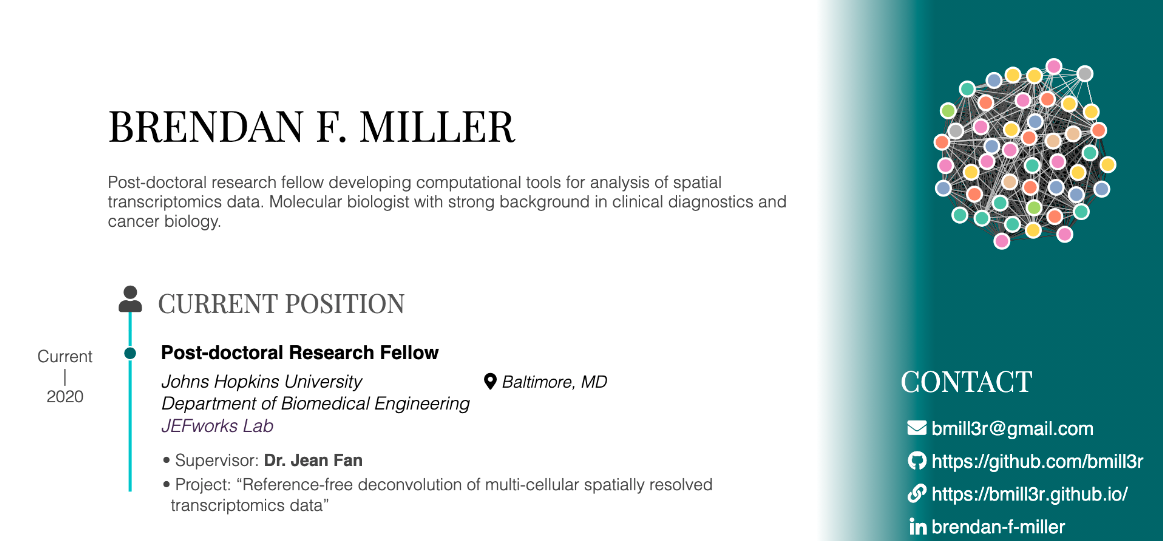 BRENDAN F. MILLER
Post-doctoral research fellow developing computational tools for analysis of spatial
transcriptomics data. Molecular biologist with strong background in clinical diagnostics and
cancer biology.
CURRENT POSITION
Current
|
2020
Post-doctoral Research Fellow
Johns Hopkins University
Baltimore, MD
Department of Biomedical Engineering
JEFworks Lab
• Supervisor: Dr. Jean Fan
• Project: “Reference-free deconvolution of multi-cellular spatially resolved
transcriptomics data”
CONTACT
bmill3r@gmail.com
https://github.com/bmill3r
https://bmill3r.github.io/
brendan-f-miller